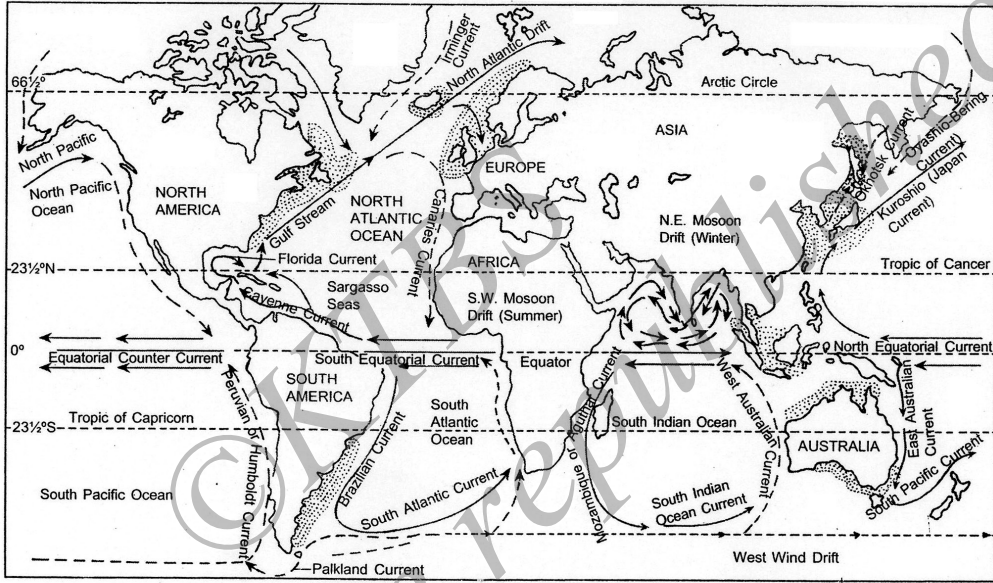 Irminger
Current
North Atlantic Drift
66½°
Arctic Circle
North Pacific
North Pacific
Ocean
NORTH
AMERICA
Gulf Stream
NORTH
ATLANTIC
OCEAN
Canaries Current
EUROPE
ASIA
Okhotsk Current
Oyashio-Bering
Current)
Kuroshio (Japan
Current)
N.E. Mosoon
Drift (Winter)
Florida Current
23½°N
AFRICA
Tropic of Cancer
Sargasso
Seas
Cayenne Current
S.W. Mosoon
Drift (Summer)
0°
Equatorial Counter Current
South Equatorial Current
Equator
North Equatorial Current
SOUTH
AMERICA
Peruvian or Humboldt Current
Brazilian Current
South
Atlantic
Ocean
Mozambique or Agulhar Current
West Australian Current
East Australian
Current
Tropic of Capricorn
23½°S
South Indian Ocean
AUSTRALIA
South Pacific Ocean
South Atlantic Current
South Indian
Ocean Current
South Pacific Current
West Wind Drift
Palkland Current
©KTBS
republished